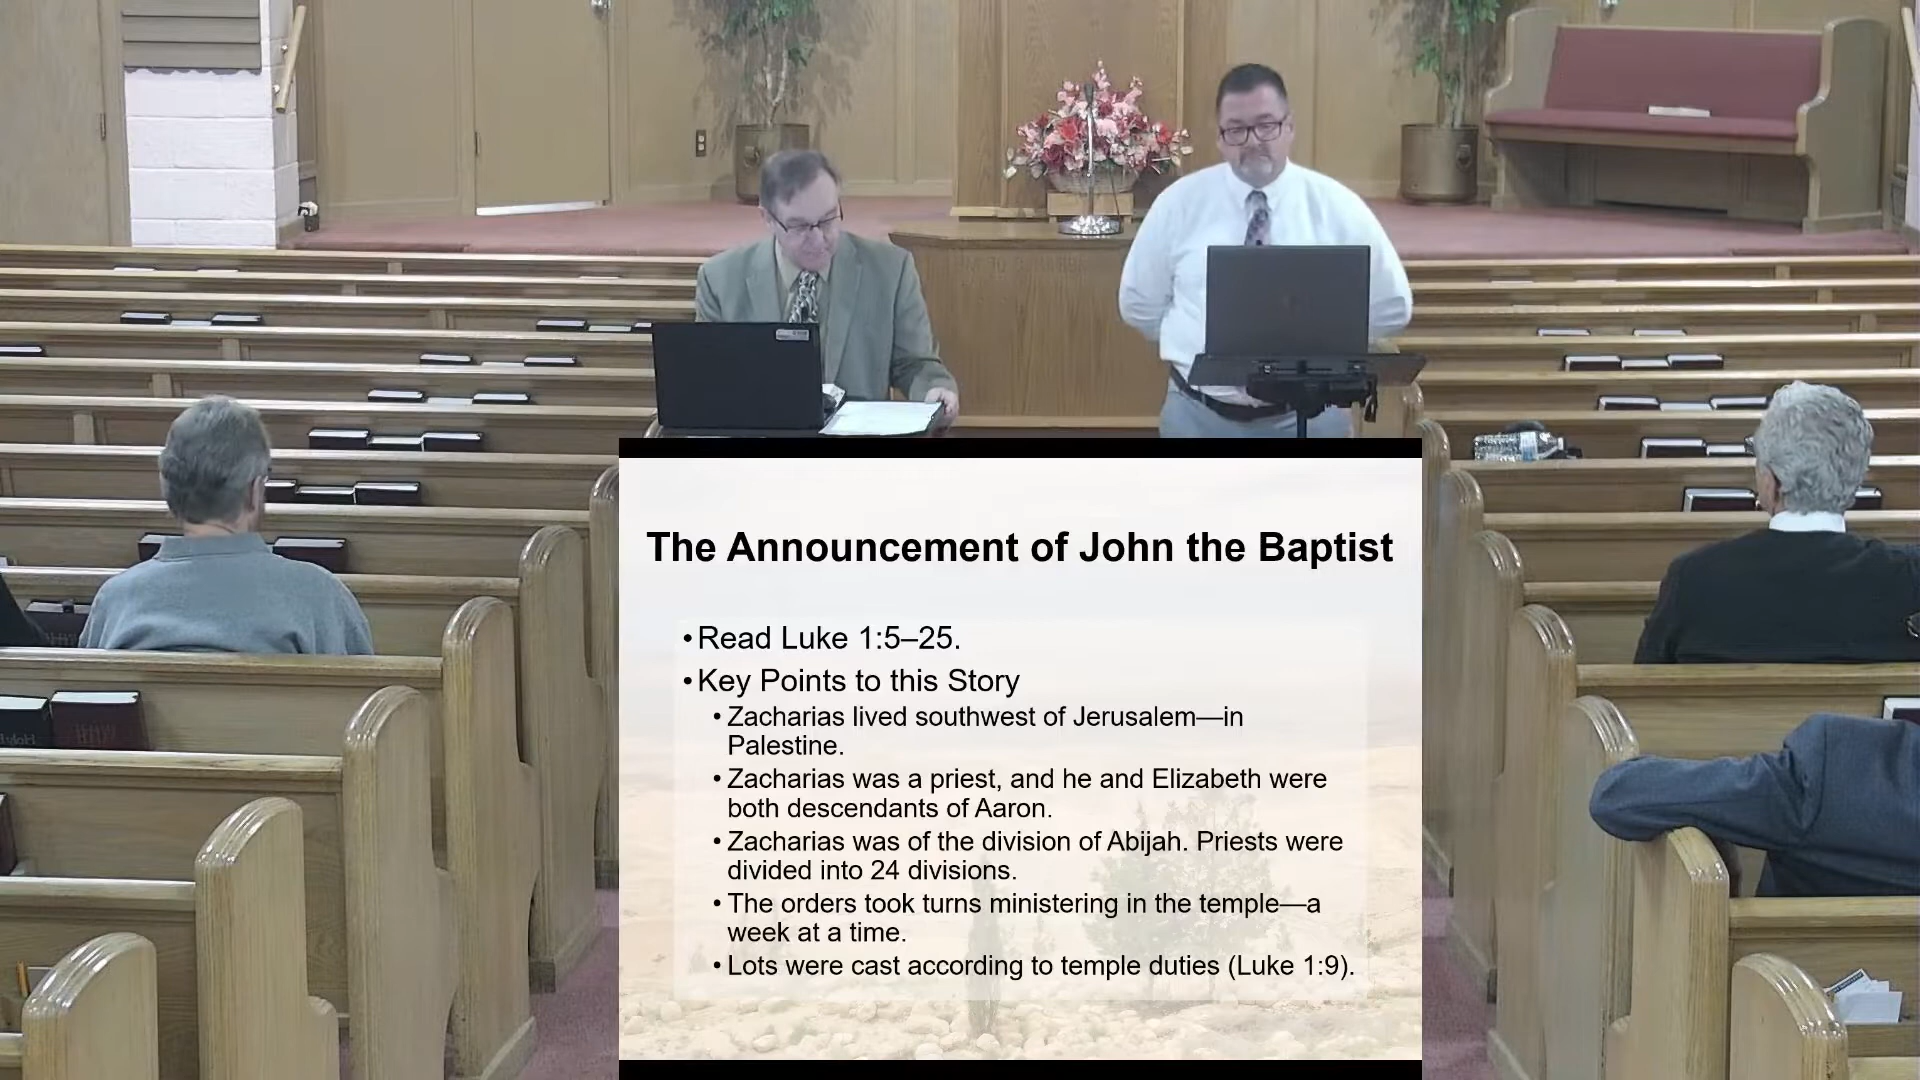 The Announcement of John the Baptist
•Read Luke 1:5–25.
•Key Points to this Story
•Zacharias lived southwest of Jerusalem—in
Palestine.
•Zacharias was a priest, and he and Elizabeth were
both descendants of Aaron.
•Zacharias was of the division of Abijah. Priests were
divided into 24 divisions.
•The orders took turns ministering in the temple—a
week at a time.
•Lots were cast according to temple duties (Luke 1:9).